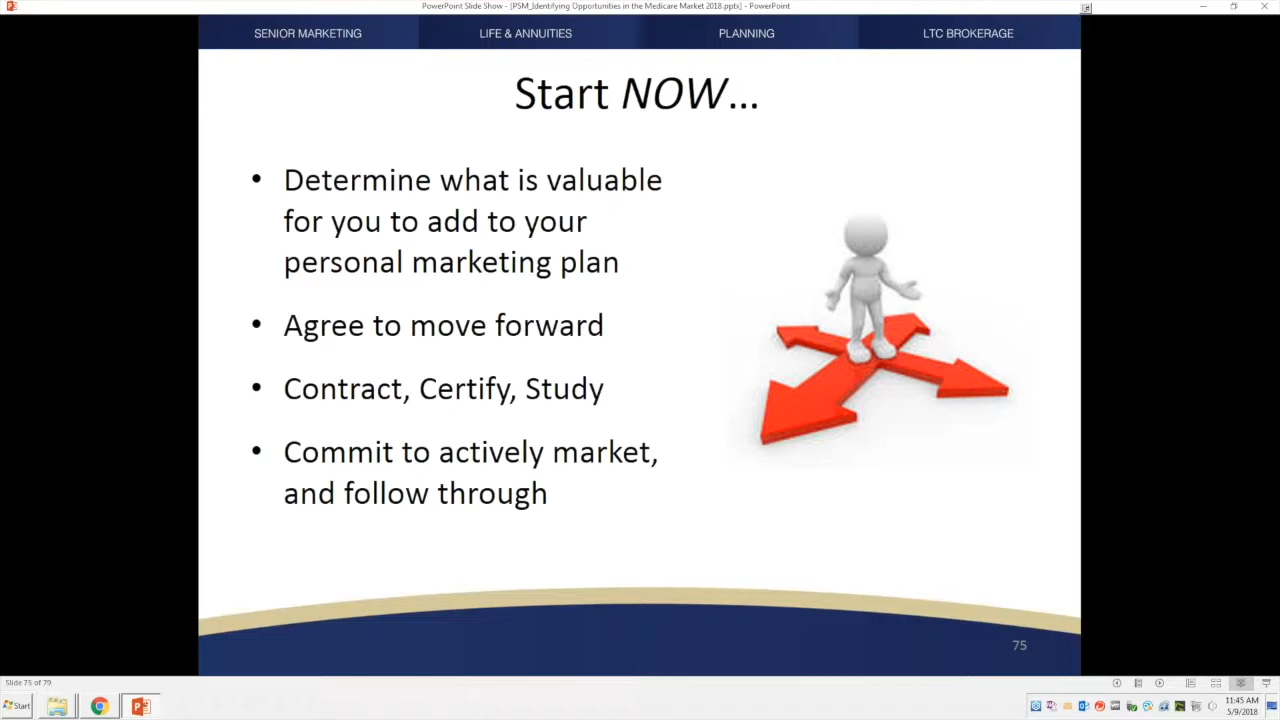 PowerPoint Slide Show - [PSM_Identifying Opportunities in the Medicare Market 2018.pptx] - PowerPoint
SENIOR MARKETING
LIFE & ANNUITIES
PLANNING
LTC BROKERAGE
Start NOW...
• Determine what is valuable
for you to add to your
personal marketing plan
• Agree to move forward
• Contract, Certify, Study
• Commit to actively market,
and follow through
75
Slide 75 of 79
Start
11:45 AM
5/9/2018